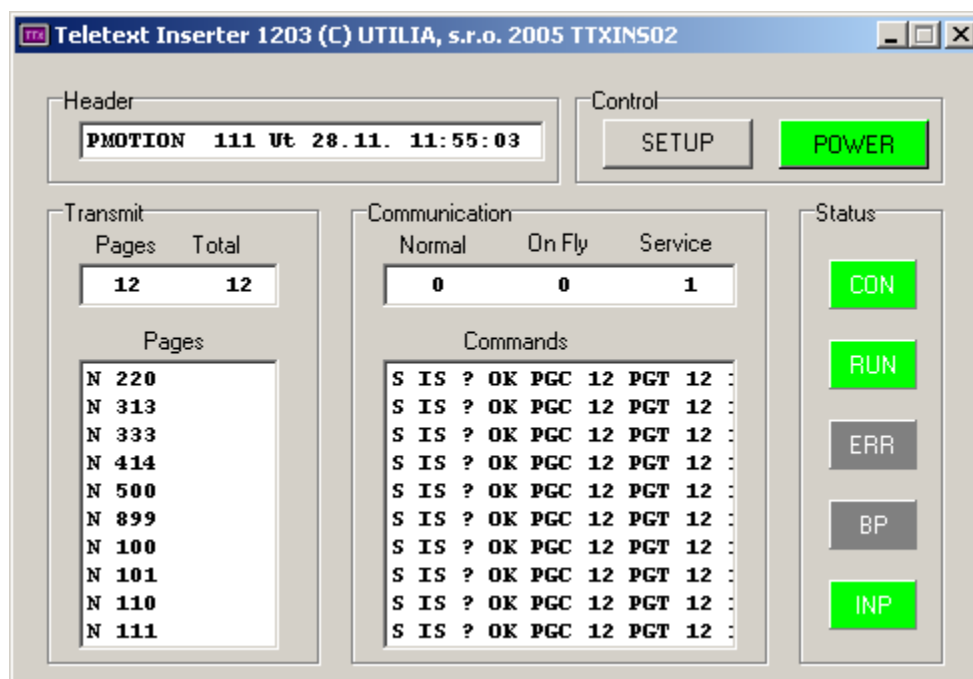 TTX Teletext Inserter 1203 (C) UTILIA, s.r.o. 2005 TTXINS02
Header
PMOTION 111 Ut 28.11. 11:55:03
Control
SETUP POWER
Transmit
Pages Total
12 12
Pages
N 220
N 313
N 333
N 414
N 500
N 899
N 100
N 101
N 110
N 111
Communication
Normal On Fly Service
0 0 1
Commands
S IS ? OK PGC 12 PGT 12
S IS ? OK PGC 12 PGT 12
S IS ? OK PGC 12 PGT 12
S IS ? OK PGC 12 PGT 12
S IS ? OK PGC 12 PGT 12
S IS ? OK PGC 12 PGT 12
S IS ? OK PGC 12 PGT 12
S IS ? OK PGC 12 PGT 12
S IS ? OK PGC 12 PGT 12
S IS ? OK PGC 12 PGT 12
Status
CON
RUN
ERR
BP
INP